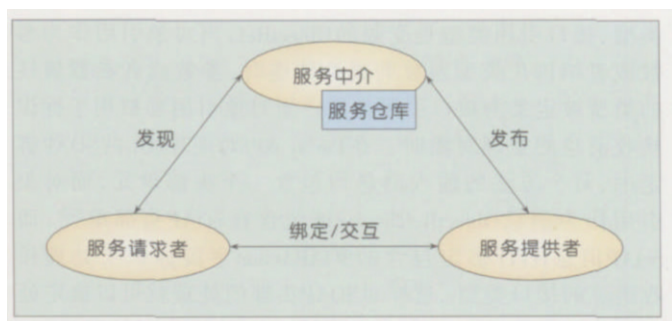 服务中介
服务仓库
发现
发布
绑定/交互
服务请求者
服务提供者